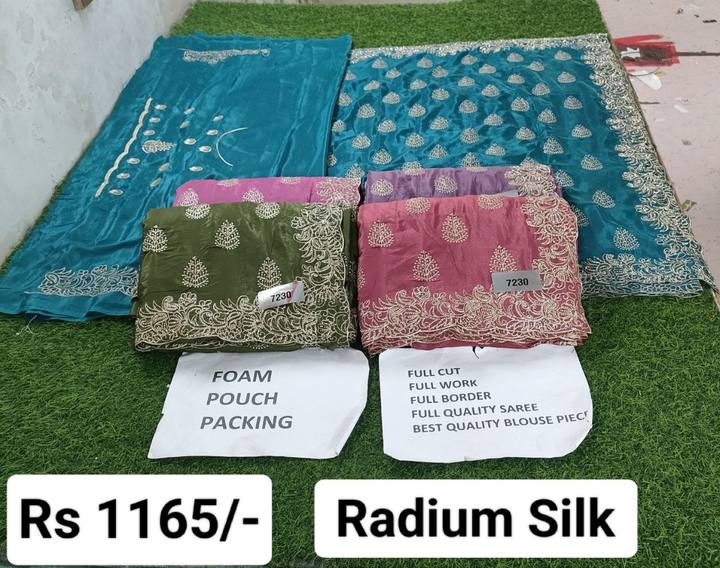 7230
7230
FOAM
POUCH
PACKING
FULL CUT
FULL WORK
FULL BORDER
FULL QUALITY SAREE
BEST QUALITY BLOUSE PIECE
Rs 1165/-
Radium Silk